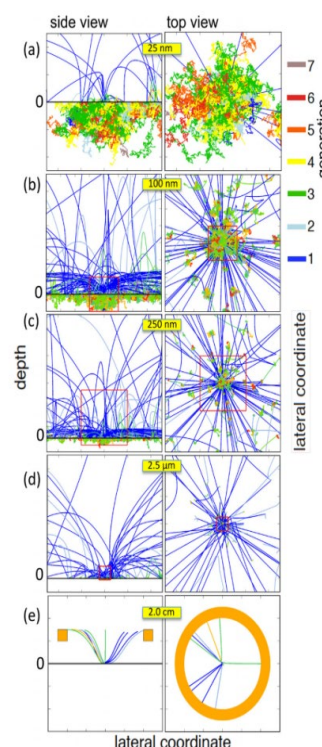 side view top view
(a) 25 nm
0
7
6
5
4
3
2
1
generation
(b) 100 nm
0
(c) 250 nm
0
depth
lateral coordinate
(d) 2.5 μm
0
(e) 2.0 cm
0
lateral coordinate